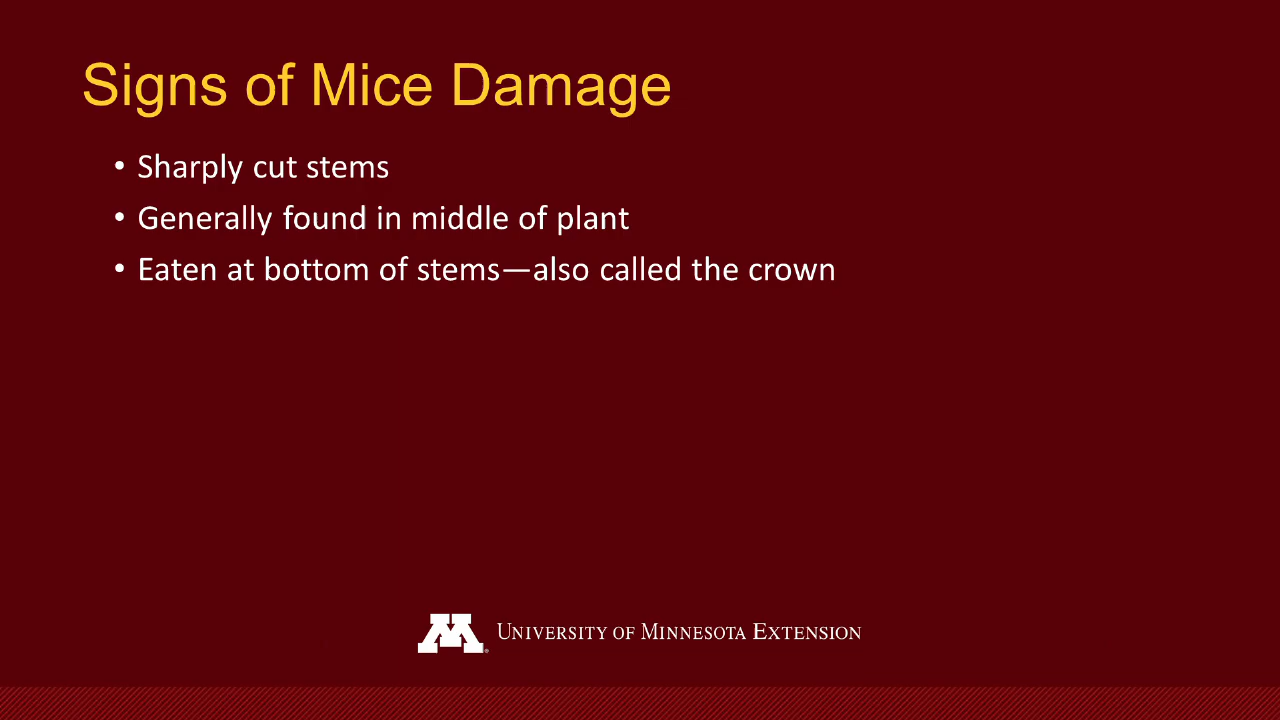 Signs of Mice Damage
• Sharply cut stems
• Generally found in middle of plant
• Eaten at bottom of stems—also called the crown
M® UNIVERSITY OF MINNESOTA EXTENSION